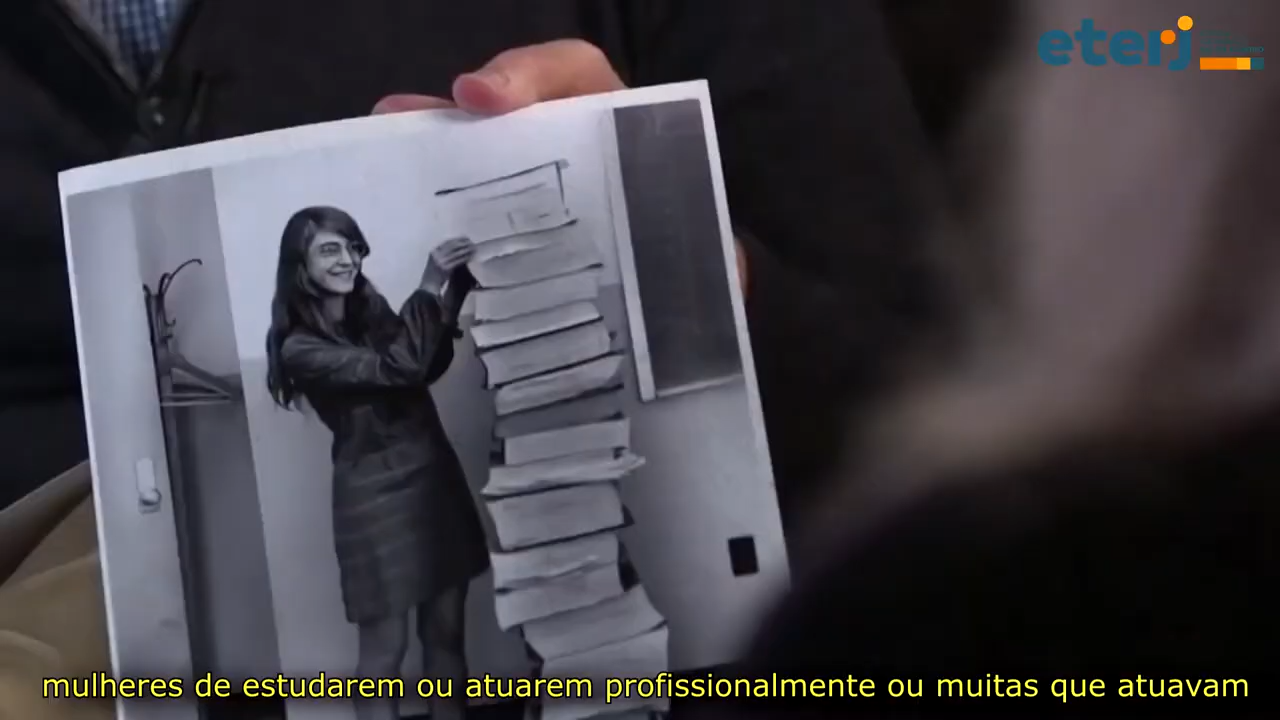 eterj
mulheres de estudarem ou atuarem profissionalmente ou muitas que atuavam